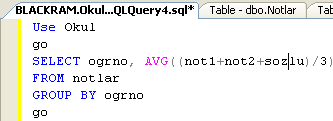 BLACKRAM.Okul...QLQuery4.sql* Table - dbo.Notlar Ta
Use Okul
go
SELECT ogrno, AVG((not1+not2+sozlu)/3)
FROM notlar
GROUP BY ogrno
go